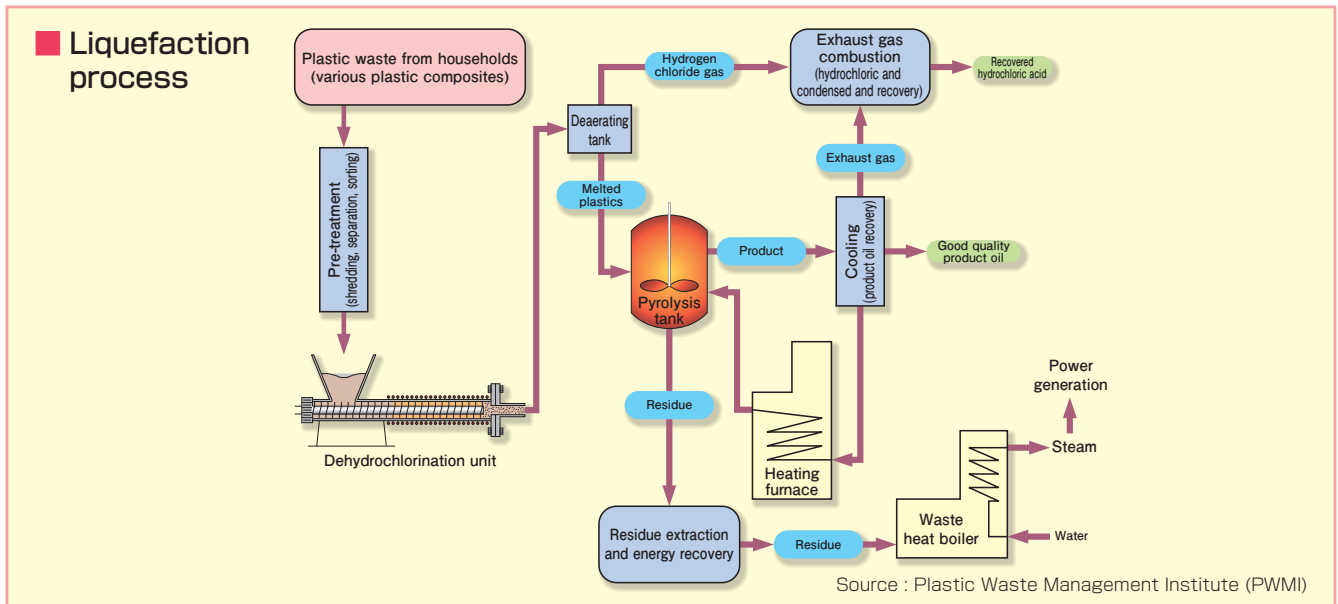 Liquefaction
process
Plastic waste from households
(various plastic composites)
Pre-treatment
(shredding, separation, sorting)
Dehydrochlorination unit
Deaerating
tank
Hydrogen
chloride gas
Exhaust gas
combustion
(hydrochloric and
condensed and recovery)
Recovered
hydrochloric acid
Exhaust gas
Melted
plastics
Pyrolysis
tank
Product
Cooling
(product oil recovery)
Good quality
product oil
Residue
Heating
furnace
Residue extraction
and energy recovery
Residue
Waste
heat boiler
Power
generation
Steam
Water
Source : Plastic Waste Management Institute (PWMI)